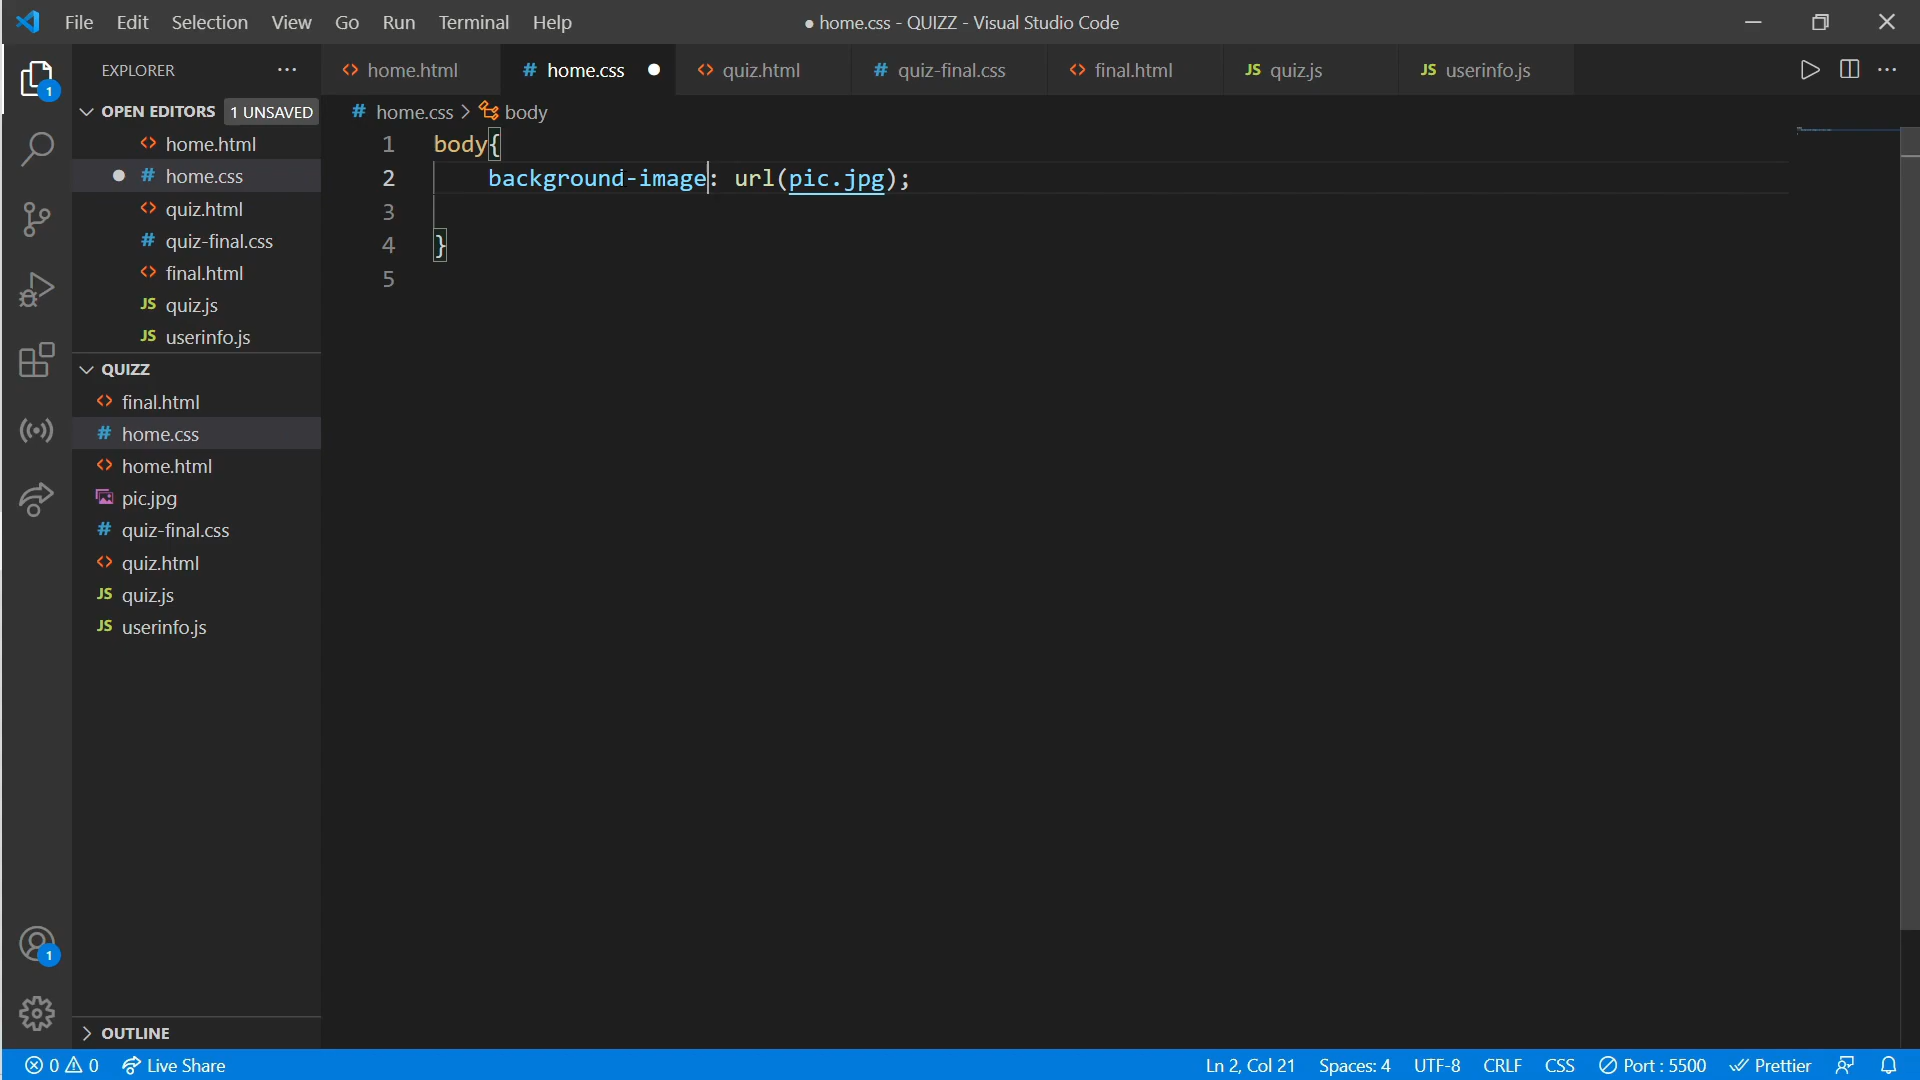 File Edit Selection View Go Run Terminal Help
● home.css - QUIZZ - Visual Studio Code
EXPLORER
OPEN EDITORS 1 UNSAVED
<> home.html
● # home.css
<> quiz.html
# quiz-final.css
<> final.html
JS quiz.js
JS userinfo.js
QUIZZ
<> final.html
# home.css
<> home.html
pic.jpg
# quiz-final.css
<> quiz.html
JS quiz.js
JS userinfo.js
OUTLINE
1
1
<> home.html # home.css ● <> quiz.html # quiz-final.css <> final.html JS quiz.js JS userinfo.js
# home.css > body
1 body{
2 background-image: url(pic.jpg);
3
4 }
5
0 0 Live Share Ln 2, Col 21 Spaces: 4 UTF-8 CRLF CSS Port : 5500 Prettier